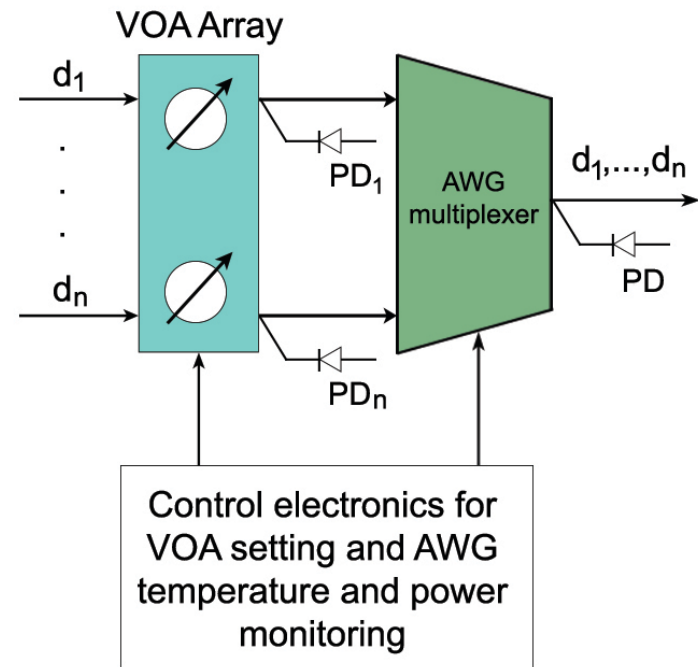 VOA Array
d1
.
.
.
dn
PD1
PDn
AWG
multiplexer
d1,...,dn
PD
Control electronics for
VOA setting and AWG
temperature and power
monitoring